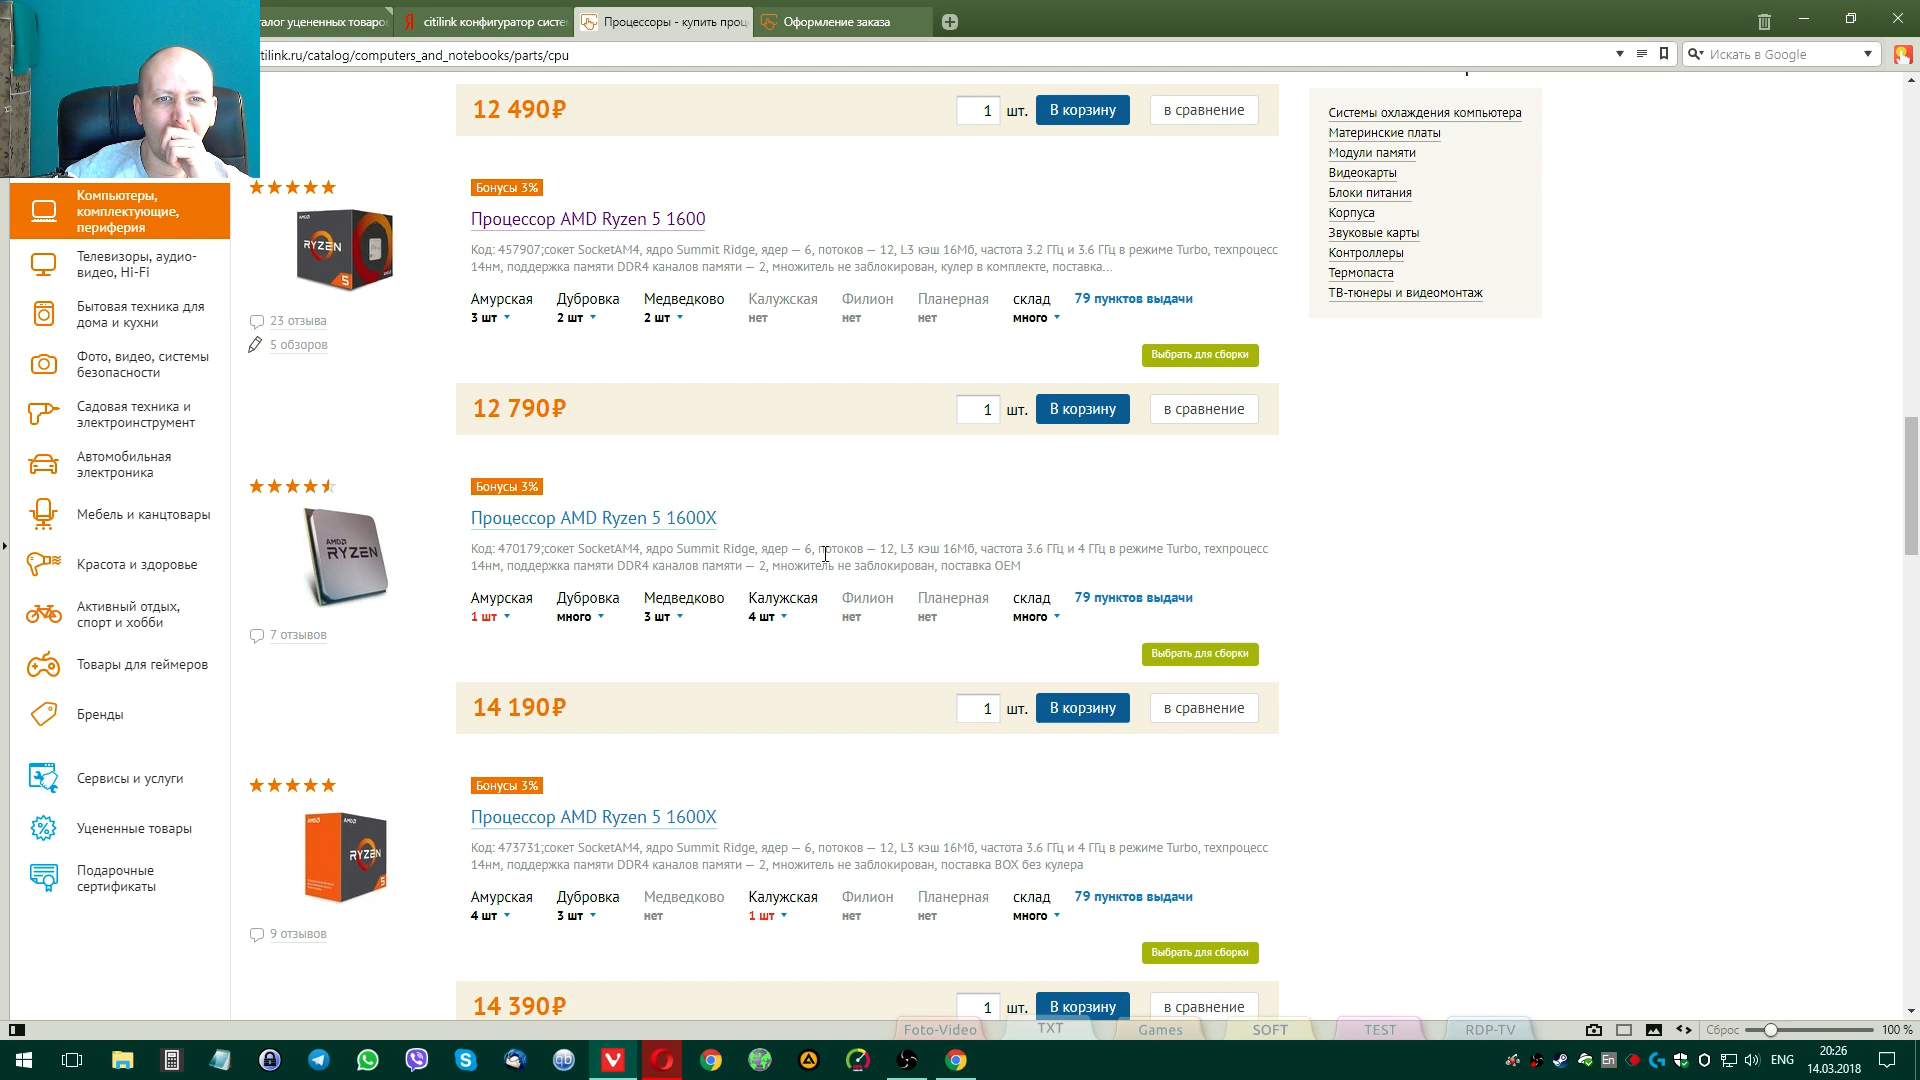 талог уцененных товаро
citilink конфигуратор систе
Процессоры - купить проц
Оформление заказа
tilink.ru/catalog/computers_and_notebooks/parts/cpu
Искать в Google
12 490₽
1 шт.
В корзину
в сравнение
Системы охлаждения компьютера
Материнские платы
Модули памяти
Видеокарты
Блоки питания
Корпуса
Звуковые карты
Контроллеры
Термопаста
ТВ-тюнеры и видеомонтаж
Компьютеры,
комплектующие,
периферия
Телевизоры, аудио-
видео, Hi-Fi
Бытовая техника для
дома и кухни
Фото, видео, системы
безопасности
Садовая техника и
электроинструмент
Автомобильная
электроника
Мебель и канцтовары
Красота и здоровье
Активный отдых,
спорт и хобби
Товары для геймеров
Бренды
Сервисы и услуги
Уцененные товары
Подарочные
сертификаты
Бонусы 3%
Процессор AMD Ryzen 5 1600
Код: 457907;сокет SocketAM4, ядро Summit Ridge, ядер — 6, потоков — 12, L3 кэш 16Мб, частота 3.2 ГГц и 3.6 ГГц в режиме Turbo, техпроцесс
14нм, поддержка памяти DDR4 каналов памяти — 2, множитель не заблокирован, кулер в комплекте, поставка...
RYZEN
5
23 отзыва
5 обзоров
Амурская Дубровка Медведково Калужская Филион Планерная склад 79 пунктов выдачи
3 шт 2 шт 2 шт нет нет нет много
Выбрать для сборки
12 790₽
1 шт.
В корзину
в сравнение
Бонусы 3%
Процессор AMD Ryzen 5 1600X
Код: 470179;сокет SocketAM4, ядро Summit Ridge, ядер — 6, потоков — 12, L3 кэш 16Мб, частота 3.6 ГГц и 4 ГГц в режиме Turbo, техпроцесс
14нм, поддержка памяти DDR4 каналов памяти — 2, множитель не заблокирован, поставка OEM
AMD
RYZEN
7 отзывов
Амурская Дубровка Медведково Калужская Филион Планерная склад 79 пунктов выдачи
1 шт много 3 шт 4 шт нет нет много
Выбрать для сборки
14 190₽
1 шт.
В корзину
в сравнение
Бонусы 3%
Процессор AMD Ryzen 5 1600X
Код: 473731;сокет SocketAM4, ядро Summit Ridge, ядер — 6, потоков — 12, L3 кэш 16Мб, частота 3.6 ГГц и 4 ГГц в режиме Turbo, техпроцесс
14нм, поддержка памяти DDR4 каналов памяти — 2, множитель не заблокирован, поставка BOX без кулера
RYZEN
5
9 отзывов
Амурская Дубровка Медведково Калужская Филион Планерная склад 79 пунктов выдачи
4 шт 3 шт нет 1 шт нет нет много
Выбрать для сборки
14 390₽
1 шт.
В корзину
в сравнение
Foto-Video
TXT
Games
SOFT
TEST
RDP-TV
Сброс
100 %
En
ENG
20:26
14.03.2018